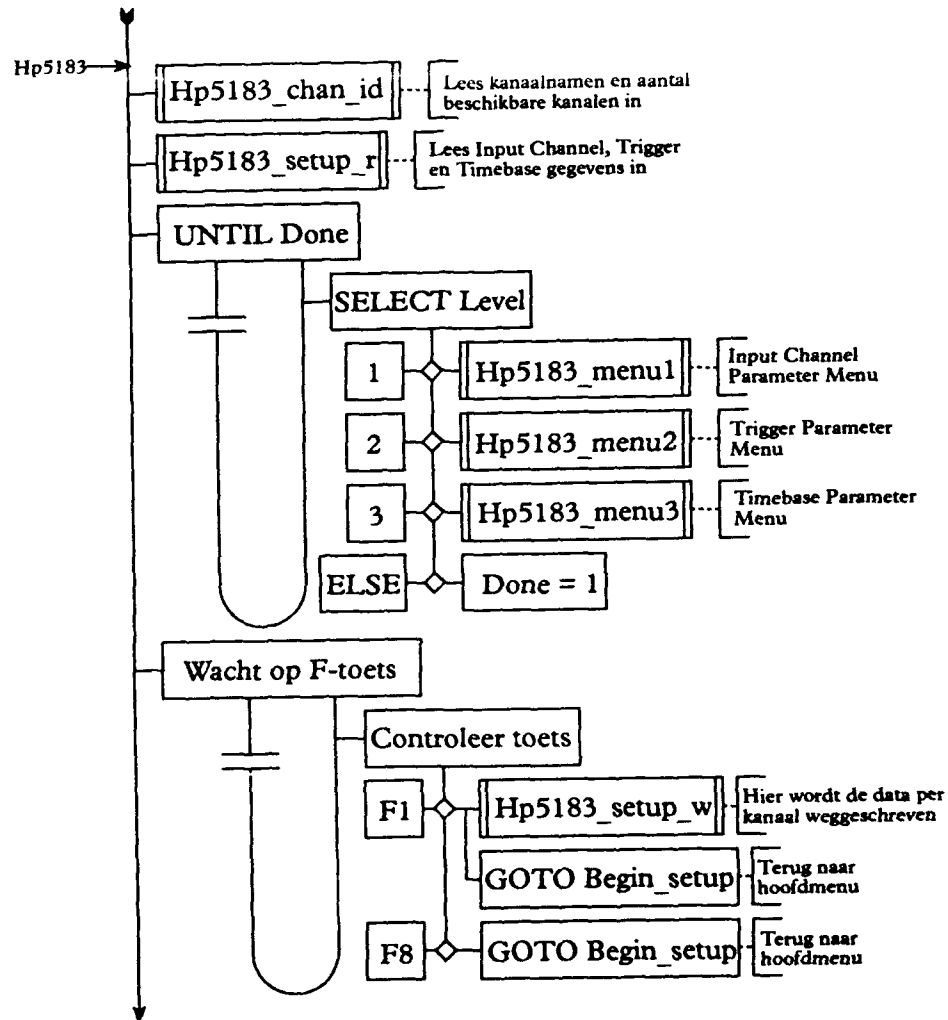 Hp5183
Hp5183_chan_id
Lees kanaalnamen en aantal
beschikbare kanalen in
Hp5183_setup_r
Lees Input Channel, Trigger
en Timebase gegevens in
UNTIL Done
SELECT Level
1
Hp5183_menu1
Input Channel
Parameter Menu
2
Hp5183_menu2
Trigger Parameter
Menu
3
Hp5183_menu3
Timebase Parameter
Menu
ELSE
Done = 1
Wacht op F-toets
Controleer toets
F1
Hp5183_setup_w
Hier wordt de data per
kanaal weggeschreven
GOTO Begin_setup
Terug naar
hoofdmenu
F8
GOTO Begin_setup
Terug naar
hoofdmenu